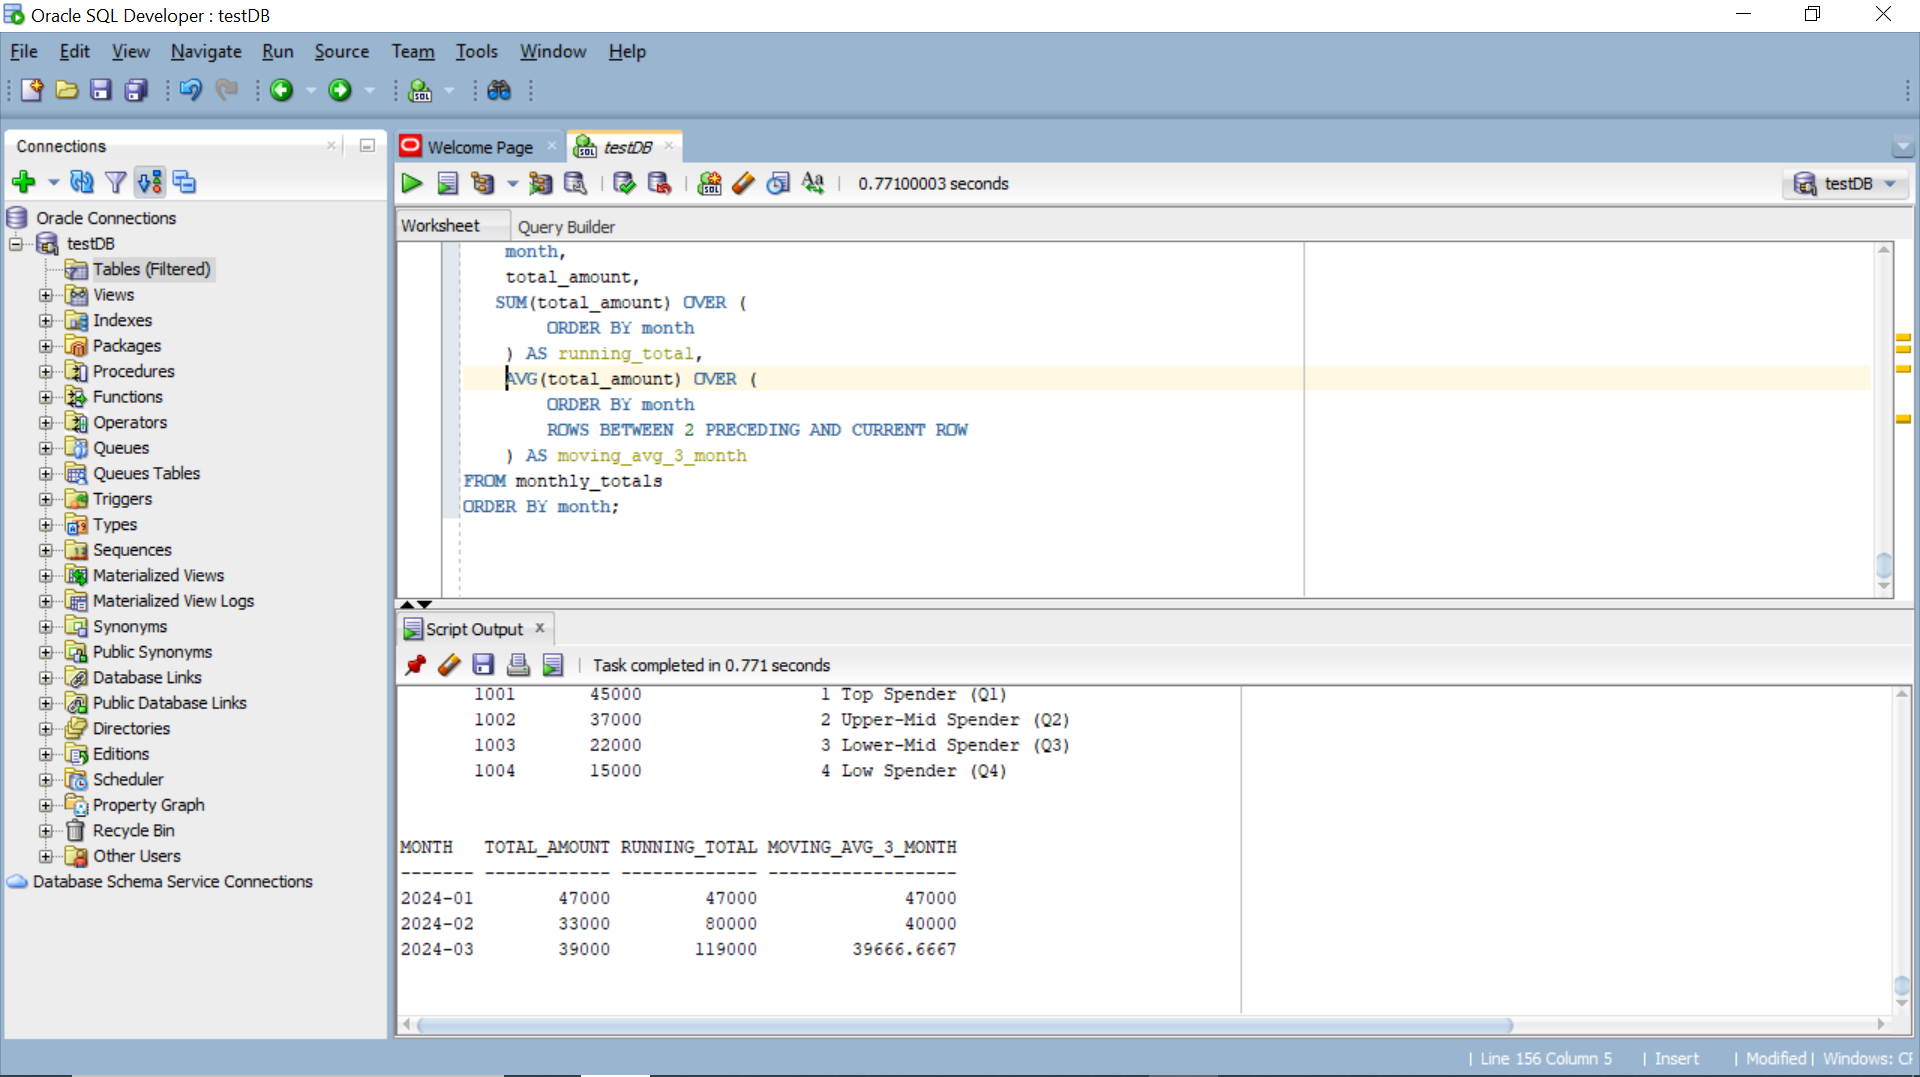 Oracle SQL Developer : testDB
File Edit View Navigate Run Source Team Tools Window Help
Connections
Oracle Connections
testDB
Tables (Filtered)
Views
Indexes
Packages
Procedures
Functions
Operators
Queues
Queues Tables
Triggers
Types
Sequences
Materialized Views
Materialized View Logs
Synonyms
Public Synonyms
Database Links
Public Database Links
Directories
Editions
Scheduler
Property Graph
Recycle Bin
Other Users
Database Schema Service Connections
Welcome Page testDB
0.77100003 seconds testDB
Worksheet Query Builder
month,
total_amount,
SUM(total_amount) OVER (
ORDER BY month
) AS running_total,
AVG(total_amount) OVER (
ORDER BY month
ROWS BETWEEN 2 PRECEDING AND CURRENT ROW
) AS moving_avg_3_month
FROM monthly_totals
ORDER BY month;
Script Output
Task completed in 0.771 seconds
1001 45000 1 Top Spender (Q1)
1002 37000 2 Upper-Mid Spender (Q2)
1003 22000 3 Lower-Mid Spender (Q3)
1004 15000 4 Low Spender (Q4)
MONTH TOTAL_AMOUNT RUNNING_TOTAL MOVING_AVG_3_MONTH
------- ------------ ------------- ------------------
2024-01 47000 47000 47000
2024-02 33000 80000 40000
2024-03 39000 119000 39666.6667
| Line 156 Column 5 | Insert | Modified | Windows: